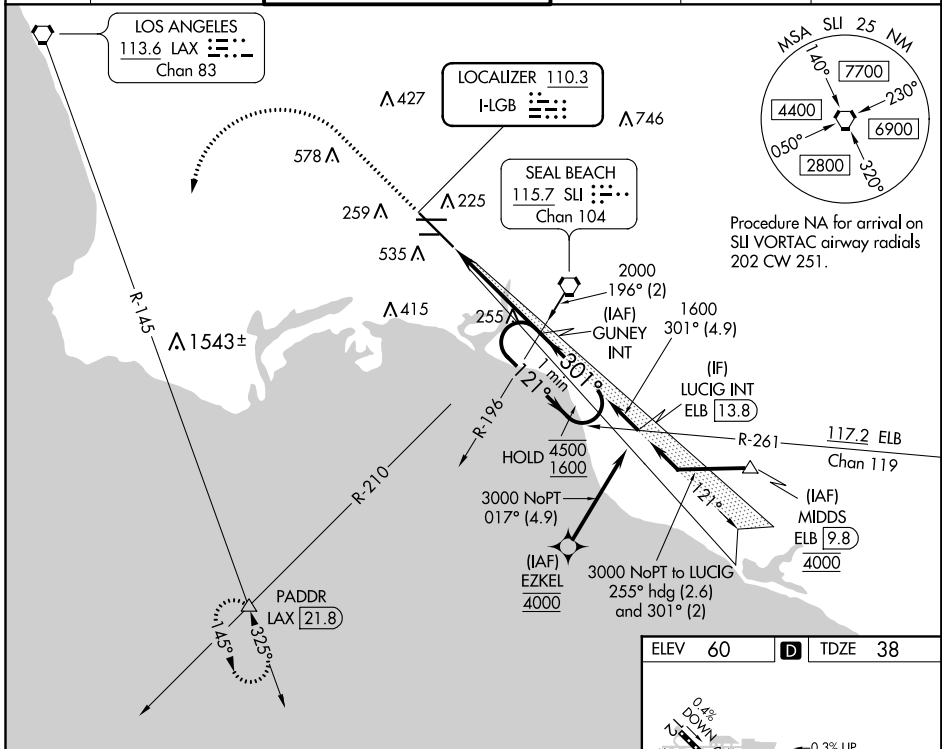 LOS ANGELES
113.6 LAX
Chan 83
LOCALIZER 110.3
I-LGB
427
746
578
259
225
535
415
255
1543±
SEAL BEACH
115.7 SLI
Chan 104
MSA SLI 25 NM
140°
7700
230°
4400
6900
050°
2800
320°
Procedure NA for arrival on
SLI VORTAC airway radials
202 CW 251.
2000
196° (2)
(IAF)
GUNEY
INT
1600
301° (4.9)
(IF)
LUCIG INT
ELB 13.8
301°
1 min
121°
R-145
R-196
R-210
R-261
117.2 ELB
Chan 119
HOLD
4500
1600
3000 NoPT
017° (4.9)
(IAF)
EZKEL
4000
121°
(IAF)
MIDDS
ELB 9.8
4000
3000 NoPT to LUCIG
255° hdg (2.6)
and 301° (2)
PADDR
LAX 21.8
145°
325°
ELEV 60
D
TDZE 38
0.4%
DOWN
12
0.3% UP